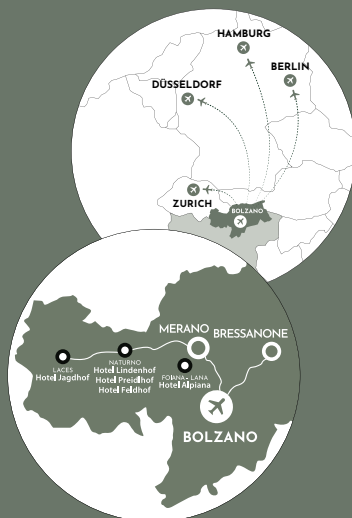 HAMBURG
BERLIN
DÜSSELDORF
ZURICH
BOLZANO
MERANO
BRESSANONE
LACES
Hotel Jagdhof
NATURNO
Hotel Lindenhof
Hotel Preidlhof
Hotel Feldhof
FOIANA - LANA
Hotel Alpiana
BOLZANO